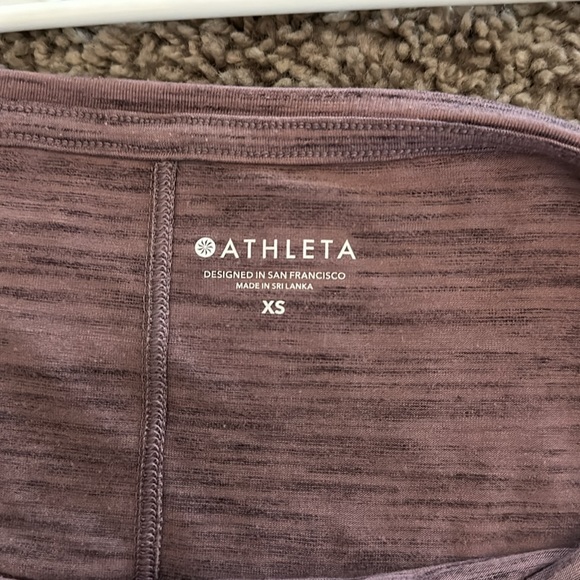 ATHLETA
DESIGNED IN SAN FRANCISCO
MADE IN SRI LANKA
XS